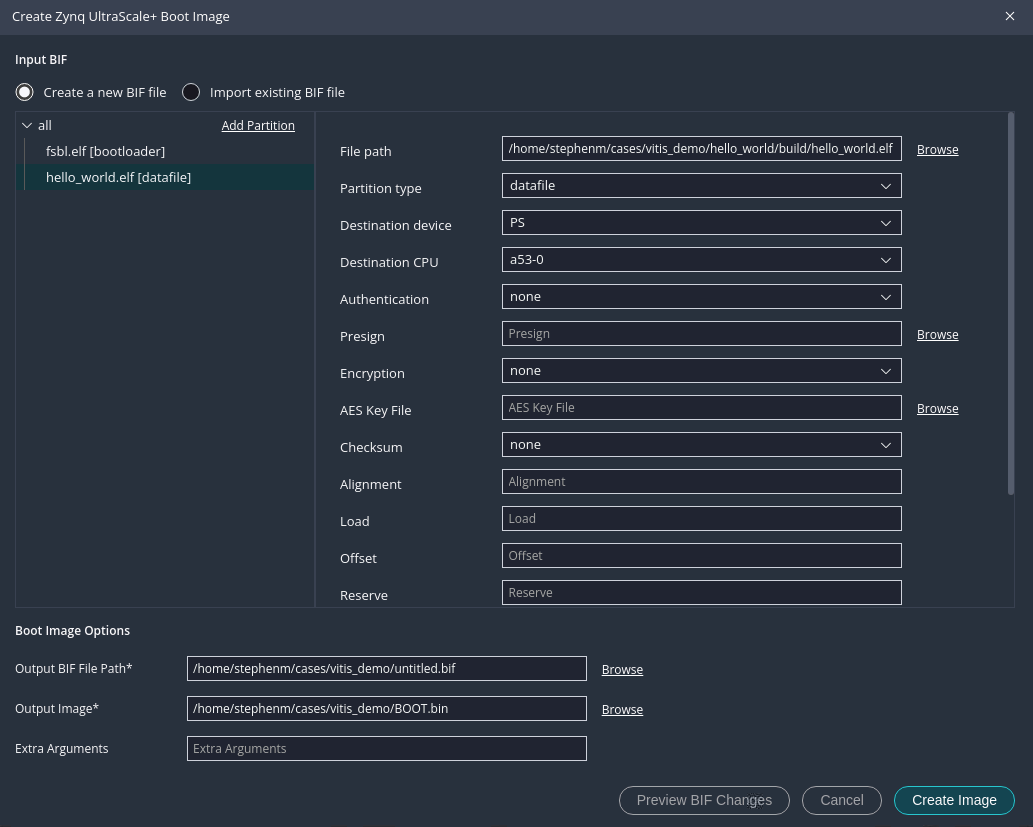 Create Zynq UltraScale+ Boot Image
Input BIF
Create a new BIF file Import existing BIF file
all Add Partition
fsbl.elf [bootloader]
hello_world.elf [datafile]
File path /home/stephenm/cases/vitis_demo/hello_world/build/hello_world.elf Browse
Partition type datafile
Destination device PS
Destination CPU a53-0
Authentication none
Presign Presign Browse
Encryption none
AES Key File AES Key File Browse
Checksum none
Alignment Alignment
Load Load
Offset Offset
Reserve Reserve
Boot Image Options
Output BIF File Path* /home/stephenm/cases/vitis_demo/untitled.bif Browse
Output Image* /home/stephenm/cases/vitis_demo/BOOT.bin Browse
Extra Arguments Extra Arguments
Preview BIF Changes Cancel Create Image